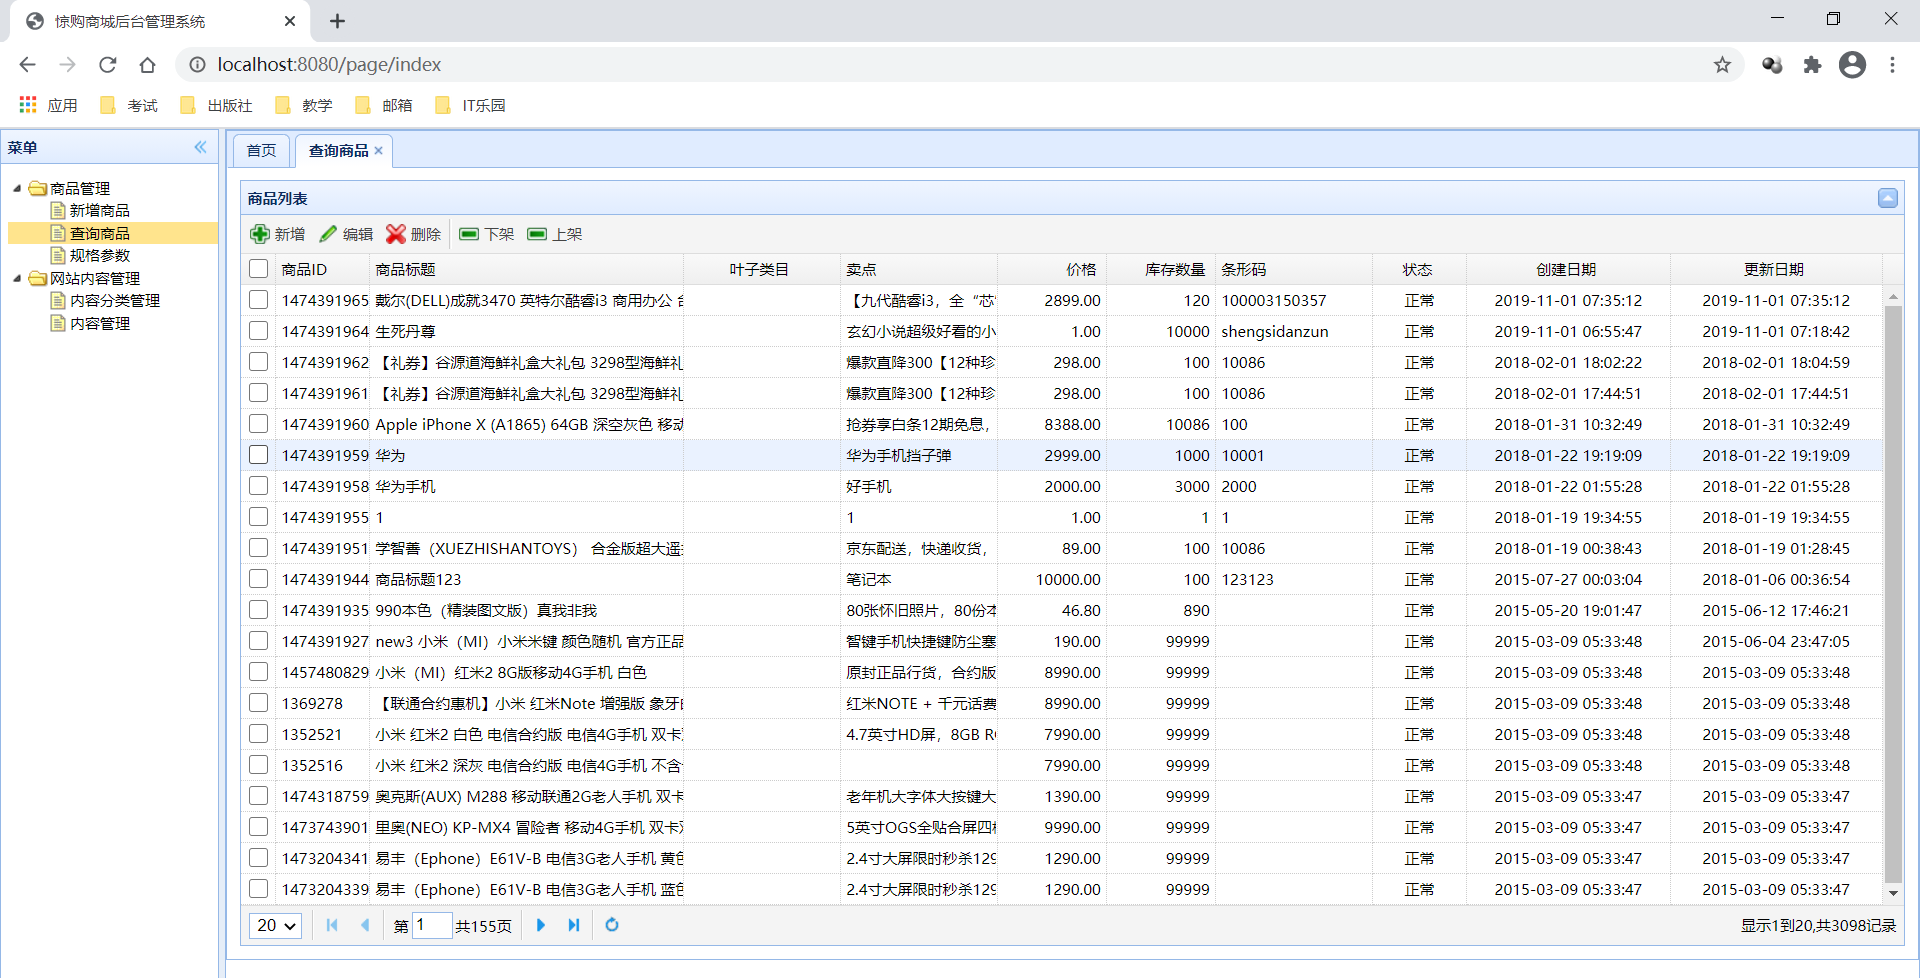 惊购商城后台管理系统
localhost:8080/page/index
应用 考试 出版社 教学 邮箱 IT乐园
菜单
商品管理
新增商品
查询商品
规格参数
网站内容管理
内容分类管理
内容管理
首页 查询商品
商品列表
新增 编辑 删除 下架 上架
商品ID 商品标题 叶子类目 卖点 价格 库存数量 条形码 状态 创建日期 更新日期
1474391965 戴尔(DELL)成就3470 英特尔酷睿i3 商用办公 台 【九代酷睿i3，全“芯” 2899.00 120 100003150357 正常 2019-11-01 07:35:12 2019-11-01 07:35:12
1474391964 生死丹尊 玄幻小说超级好看的小 1.00 10000 shengsidanzun 正常 2019-11-01 06:55:47 2019-11-01 07:18:42
1474391962 【礼券】谷源道海鲜礼盒大礼包 3298型海鲜礼 爆款直降300【12种珍 298.00 100 10086 正常 2018-02-01 18:02:22 2018-02-01 18:04:59
1474391961 【礼券】谷源道海鲜礼盒大礼包 3298型海鲜礼 爆款直降300【12种珍 298.00 100 10086 正常 2018-02-01 17:44:51 2018-02-01 17:44:51
1474391960 Apple iPhone X (A1865) 64GB 深空灰色 移动 抢券享白条12期免息， 8388.00 10086 100 正常 2018-01-31 10:32:49 2018-01-31 10:32:49
1474391959 华为 华为手机挡子弹 2999.00 1000 10001 正常 2018-01-22 19:19:09 2018-01-22 19:19:09
1474391958 华为手机 好手机 2000.00 3000 2000 正常 2018-01-22 01:55:28 2018-01-22 01:55:28
1474391955 1 1 1.00 1 1 正常 2018-01-19 19:34:55 2018-01-19 19:34:55
1474391951 学智善（XUEZHISHANTOYS） 合金版超大遥 京东配送，快递收货， 89.00 100 10086 正常 2018-01-19 00:38:43 2018-01-19 01:28:45
1474391944 商品标题123 笔记本 10000.00 100 123123 正常 2015-07-27 00:03:04 2018-01-06 00:36:54
1474391935 990本色（精装图文版）真我非我 80张怀旧照片，80份本 46.80 890 正常 2015-05-20 19:01:47 2015-06-12 17:46:21
1474391927 new3 小米（MI）小米米键 颜色随机 官方正品 智键手机快捷键防尘塞 190.00 99999 正常 2015-03-09 05:33:48 2015-06-04 23:47:05
1457480829 小米（MI）红米2 8G版移动4G手机 白色 原封正品行货，合约版 8990.00 99999 正常 2015-03-09 05:33:48 2015-03-09 05:33:48
1369278 【联通合约惠机】小米 红米Note 增强版 象牙白 红米NOTE + 千元话费 8990.00 99999 正常 2015-03-09 05:33:48 2015-03-09 05:33:48
1352521 小米 红米2 白色 电信合约版 电信4G手机 双卡 4.7英寸HD屏，8GB R 7990.00 99999 正常 2015-03-09 05:33:48 2015-03-09 05:33:48
1352516 小米 红米2 深灰 电信合约版 电信4G手机 不含 7990.00 99999 正常 2015-03-09 05:33:48 2015-03-09 05:33:48
1474318759 奥克斯(AUX) M288 移动联通2G老人手机 双卡 老年机大字体大按键大 1390.00 99999 正常 2015-03-09 05:33:47 2015-03-09 05:33:47
1473743901 里奥(NEO) KP-MX4 冒险者 移动4G手机 双卡 5英寸OGS全贴合屏四 9990.00 99999 正常 2015-03-09 05:33:47 2015-03-09 05:33:47
1473204341 易丰（Ephone）E61V-B 电信3G老人手机 黄色 2.4寸大屏限时秒杀129 1290.00 99999 正常 2015-03-09 05:33:47 2015-03-09 05:33:47
1473204339 易丰（Ephone）E61V-B 电信3G老人手机 蓝色 2.4寸大屏限时秒杀129 1290.00 99999 正常 2015-03-09 05:33:47 2015-03-09 05:33:47
20 第 1 共155页 显示1到20,共3098记录